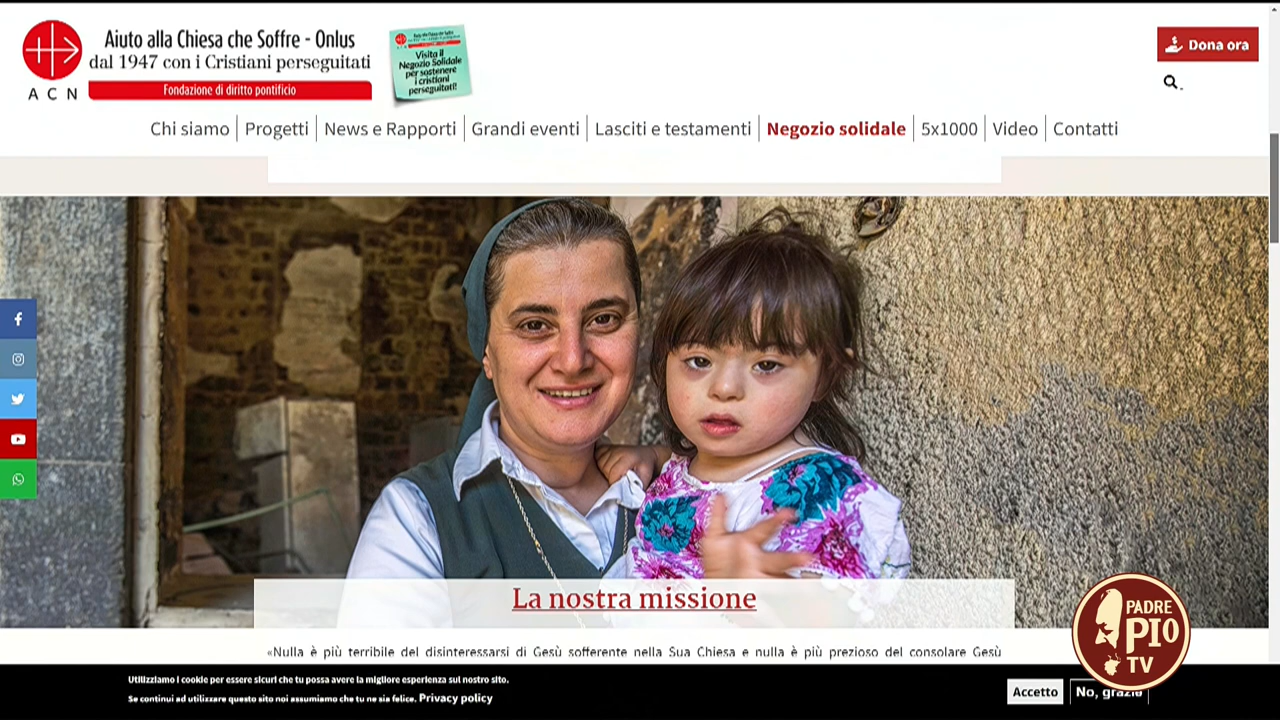 Aiuto alla Chiesa che Soffre - Onlus
dal 1947 con i Cristiani perseguitati
Fondazione di diritto pontificio
A C N
Visita il
Negozio Solidale
per sostenere
i cristiani
perseguitati!
Dona ora
Chi siamo
Progetti
News e Rapporti
Grandi eventi
Lasciti e testamenti
Negozio solidale
5x1000
Video
Contatti
La nostra missione
«Nulla è più terribile del disinteressarsi di Gesù sofferente nella Sua Chiesa e nulla è più prezioso del consolare Gesù
Utilizziamo i cookie per essere sicuri che tu possa avere la migliore esperienza sul nostro sito.
Se continui ad utilizzare questo sito noi assumiamo che tu ne sia felice. Privacy policy
Accetto
No, grazie
PADRE
PIO
TV